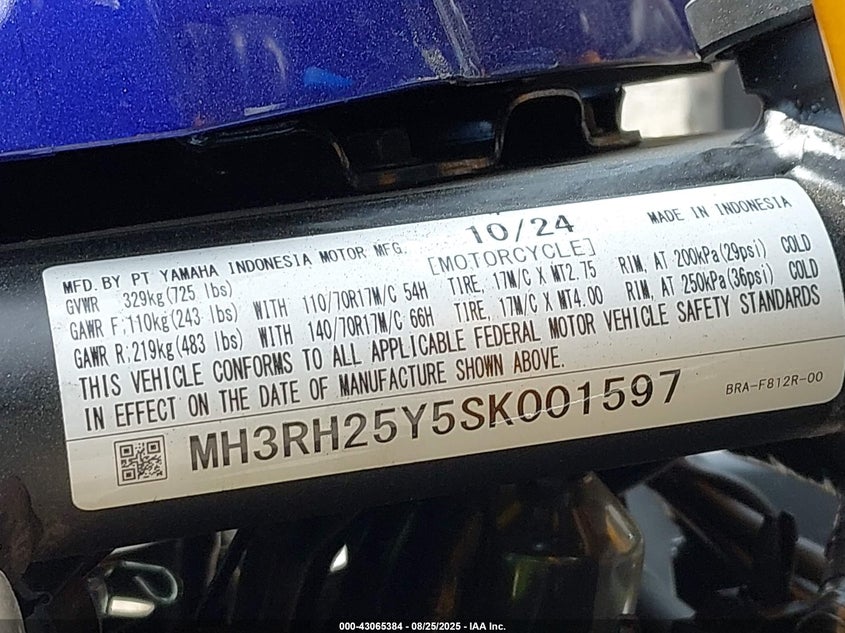 10/24
MFD. BY PT YAMAHA INDONESIA MOTOR MFG. [MOTORCYCLE] MADE IN INDONESIA
GVWR 329kg(725 lbs)
GAWR F;110kg(243 lbs) WITH 110/70R17M/C 54H TIRE, 17M/C X MT2.75 RIM, AT 200kPa(29psi) COLD
GAWR R;219kg(483 lbs) WITH 140/70R17M/C 66H TIRE, 17M/C X MT4.00 RIM, AT 250kPa(36psi) COLD
THIS VEHICLE CONFORMS TO ALL APPLICABLE FEDERAL MOTOR VEHICLE SAFETY STANDARDS
IN EFFECT ON THE DATE OF MANUFACTURE SHOWN ABOVE.
MH3RH25Y5SK001597 BRA-F812R-00
000-43065384 - 08/25/2025 - IAA Inc.